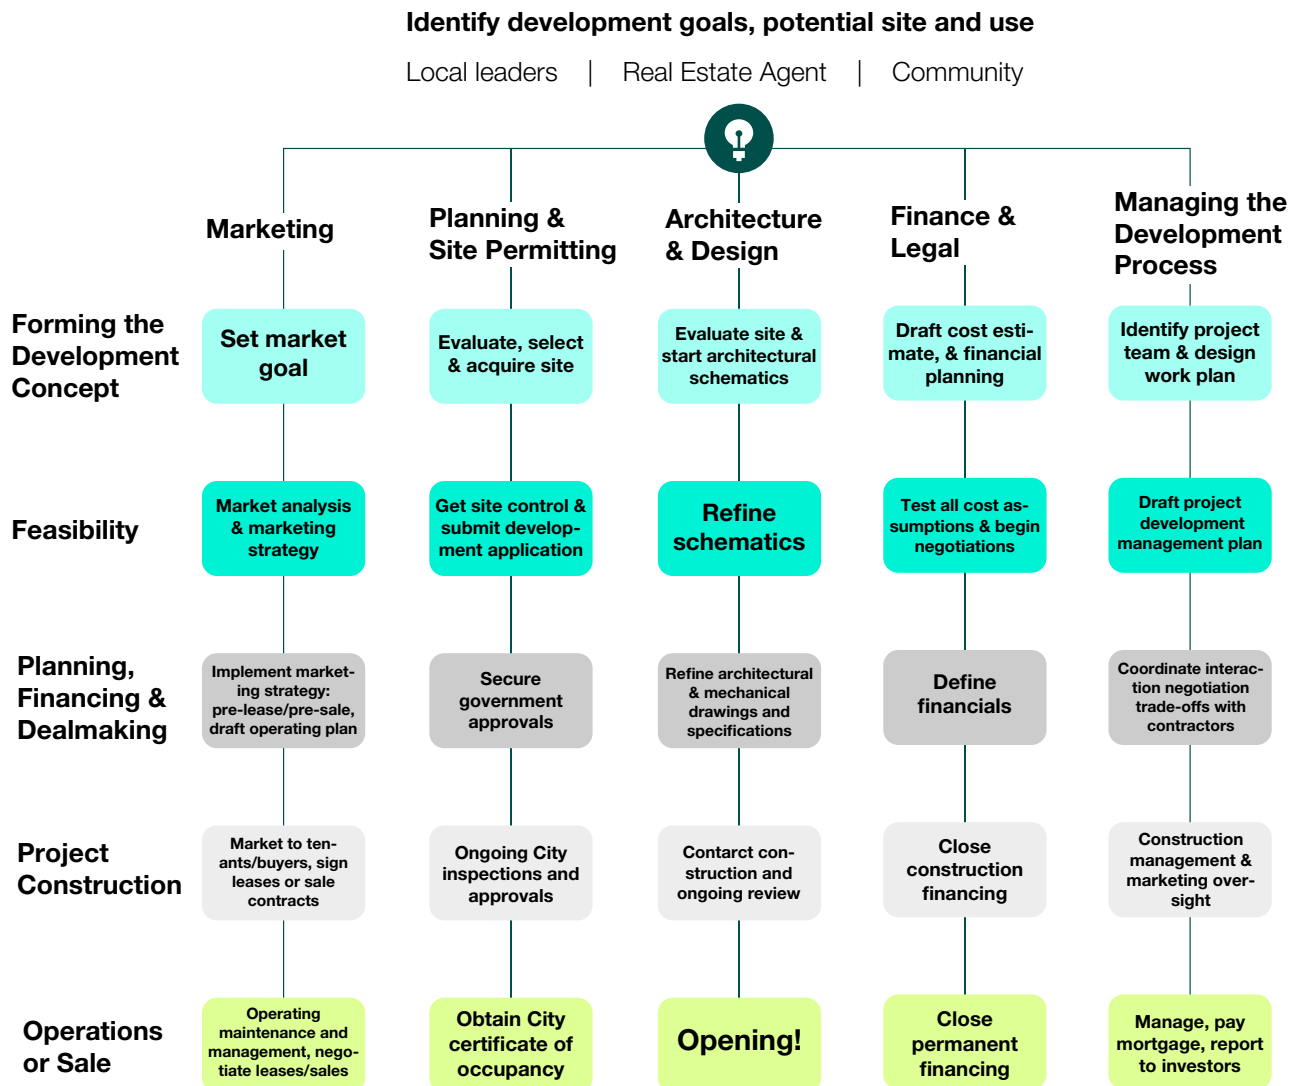 Identify development goals, potential site and use
Local leaders | Real Estate Agent | Community
Marketing
Planning &
Site Permitting
Architecture
& Design
Finance &
Legal
Managing the
Development
Process
Forming the
Development
Concept
Set market
goal
Evaluate, select
& acquire site
Evaluate site &
start architectural
schematics
Draft cost esti-
mate, & financial
planning
Identify project
team & design
work plan
Feasibility
Market analysis
& marketing
strategy
Get site control &
submit develop-
ment application
Refine
schematics
Test all cost as-
sumptions & begin
negotiations
Draft project
development
management plan
Planning,
Financing &
Dealmaking
Implement market-
ing strategy:
pre-lease/pre-sale,
draft operating plan
Secure
government
approvals
Refine architectural
& mechanical
drawings and
specifications
Define
financials
Coordinate interac-
tion negotiation
trade-offs with
contractors
Project
Construction
Market to ten-
ants/buyers, sign
leases or sale
contracts
Ongoing City
inspections and
approvals
Contarct con-
struction and
ongoing review
Close
construction
financing
Construction
management &
marketing over-
sight
Operations
or Sale
Operating
maintenance and
management, nego-
tiate leases/sales
Obtain City
certificate of
occupancy
Opening!
Close
permanent
financing
Manage, pay
mortgage, report
to investors